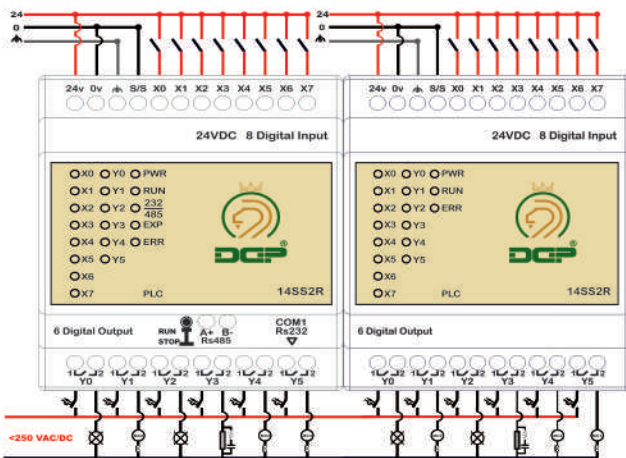 24
0
24v 0v S/S X0 X1 X2 X3 X4 X5 X6 X7
24VDC 8 Digital Input
X0 Y0 PWR
X1 Y1 RUN
X2 Y2 232
485
X3 Y3 EXP
X4 Y4 ERR
X5 Y5
X6
X7 PLC
DGP®
14SS2R
6 Digital Output
RUN
STOP
A+ B-
Rs485
COM1
Rs232
1 2 1 2 1 2 1 2 1 2 1 2
Y0 Y1 Y2 Y3 Y4 Y5
24
0
24v 0v S/S X0 X1 X2 X3 X4 X5 X6 X7
24VDC 8 Digital Input
X0 Y0 PWR
X1 Y1 RUN
X2 Y2 ERR
X3 Y3
X4 Y4
X5 Y5
X6
X7 PLC
DGP®
14SS2R
6 Digital Output
1 2 1 2 1 2 1 2 1 2 1 2
Y0 Y1 Y2 Y3 Y4 Y5
<250 VAC/DC